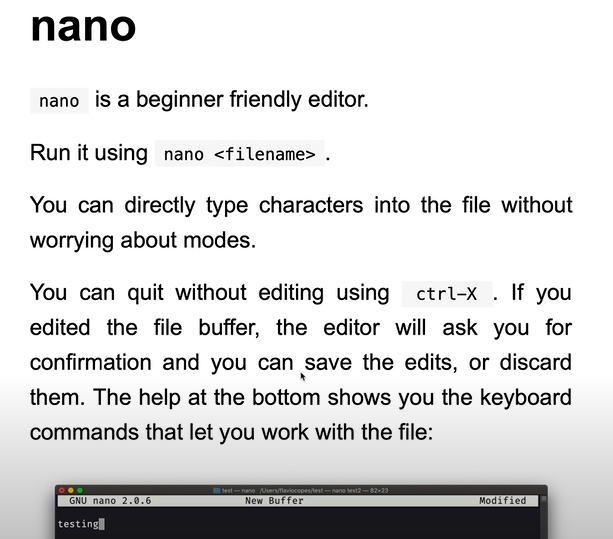 nano
nano is a beginner friendly editor.
Run it using nano <filename> .
You can directly type characters into the file without
worrying about modes.
You can quit without editing using ctrl-X . If you
edited the file buffer, the editor will ask you for
confirmation and you can save the edits, or discard
them. The help at the bottom shows you the keyboard
commands that let you work with the file:
test — nano /Users/flaviocopes/test — nano test2 — 82×23
GNU nano 2.0.6 New Buffer Modified
testing